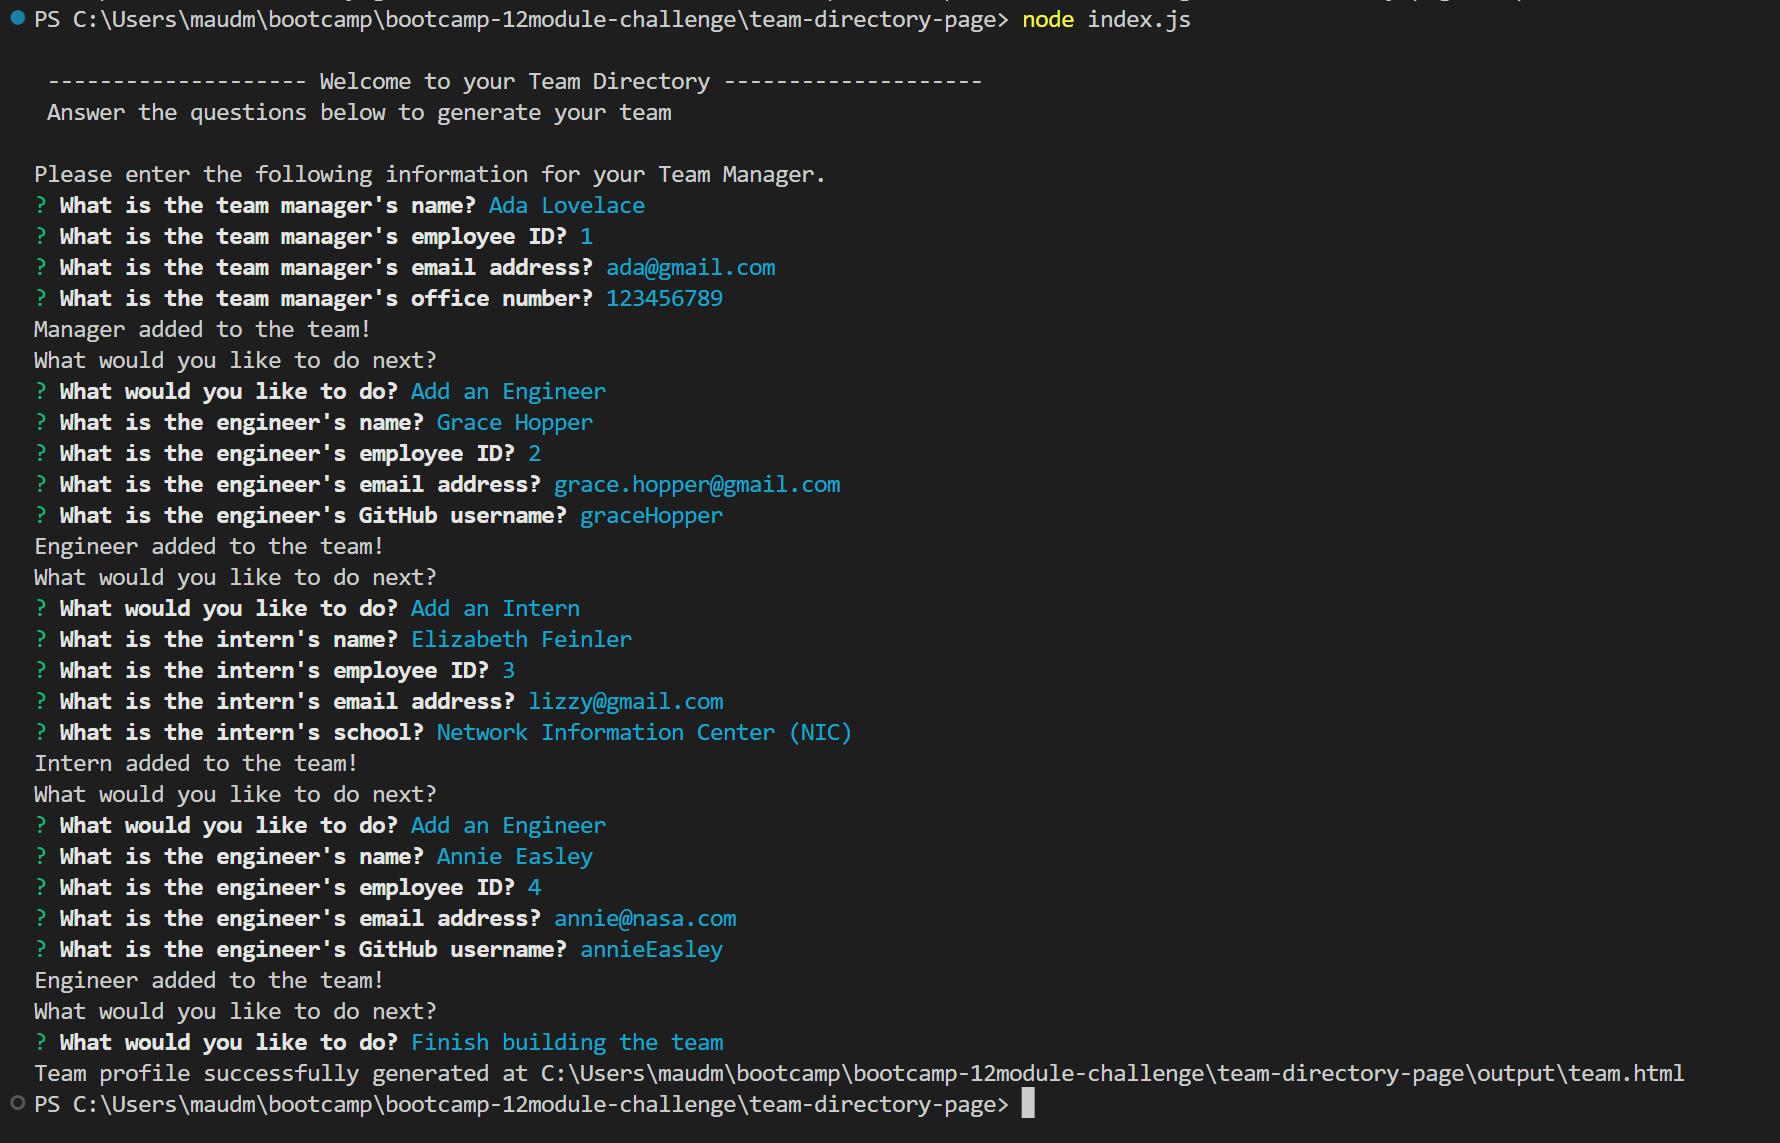 PS C:\Users\maudm\bootcamp\bootcamp-12module-challenge\team-directory-page> node index.js
-------------------- Welcome to your Team Directory --------------------
Answer the questions below to generate your team
Please enter the following information for your Team Manager.
? What is the team manager's name? Ada Lovelace
? What is the team manager's employee ID? 1
? What is the team manager's email address? ada@gmail.com
? What is the team manager's office number? 123456789
Manager added to the team!
What would you like to do next?
? What would you like to do? Add an Engineer
? What is the engineer's name? Grace Hopper
? What is the engineer's employee ID? 2
? What is the engineer's email address? grace.hopper@gmail.com
? What is the engineer's GitHub username? graceHopper
Engineer added to the team!
What would you like to do next?
? What would you like to do? Add an Intern
? What is the intern's name? Elizabeth Feinler
? What is the intern's employee ID? 3
? What is the intern's email address? lizzy@gmail.com
? What is the intern's school? Network Information Center (NIC)
Intern added to the team!
What would you like to do next?
? What would you like to do? Add an Engineer
? What is the engineer's name? Annie Easley
? What is the engineer's employee ID? 4
? What is the engineer's email address? annie@nasa.com
? What is the engineer's GitHub username? annieEasley
Engineer added to the team!
What would you like to do next?
? What would you like to do? Finish building the team
Team profile successfully generated at C:\Users\maudm\bootcamp\bootcamp-12module-challenge\team-directory-page\output\team.html
PS C:\Users\maudm\bootcamp\bootcamp-12module-challenge\team-directory-page>